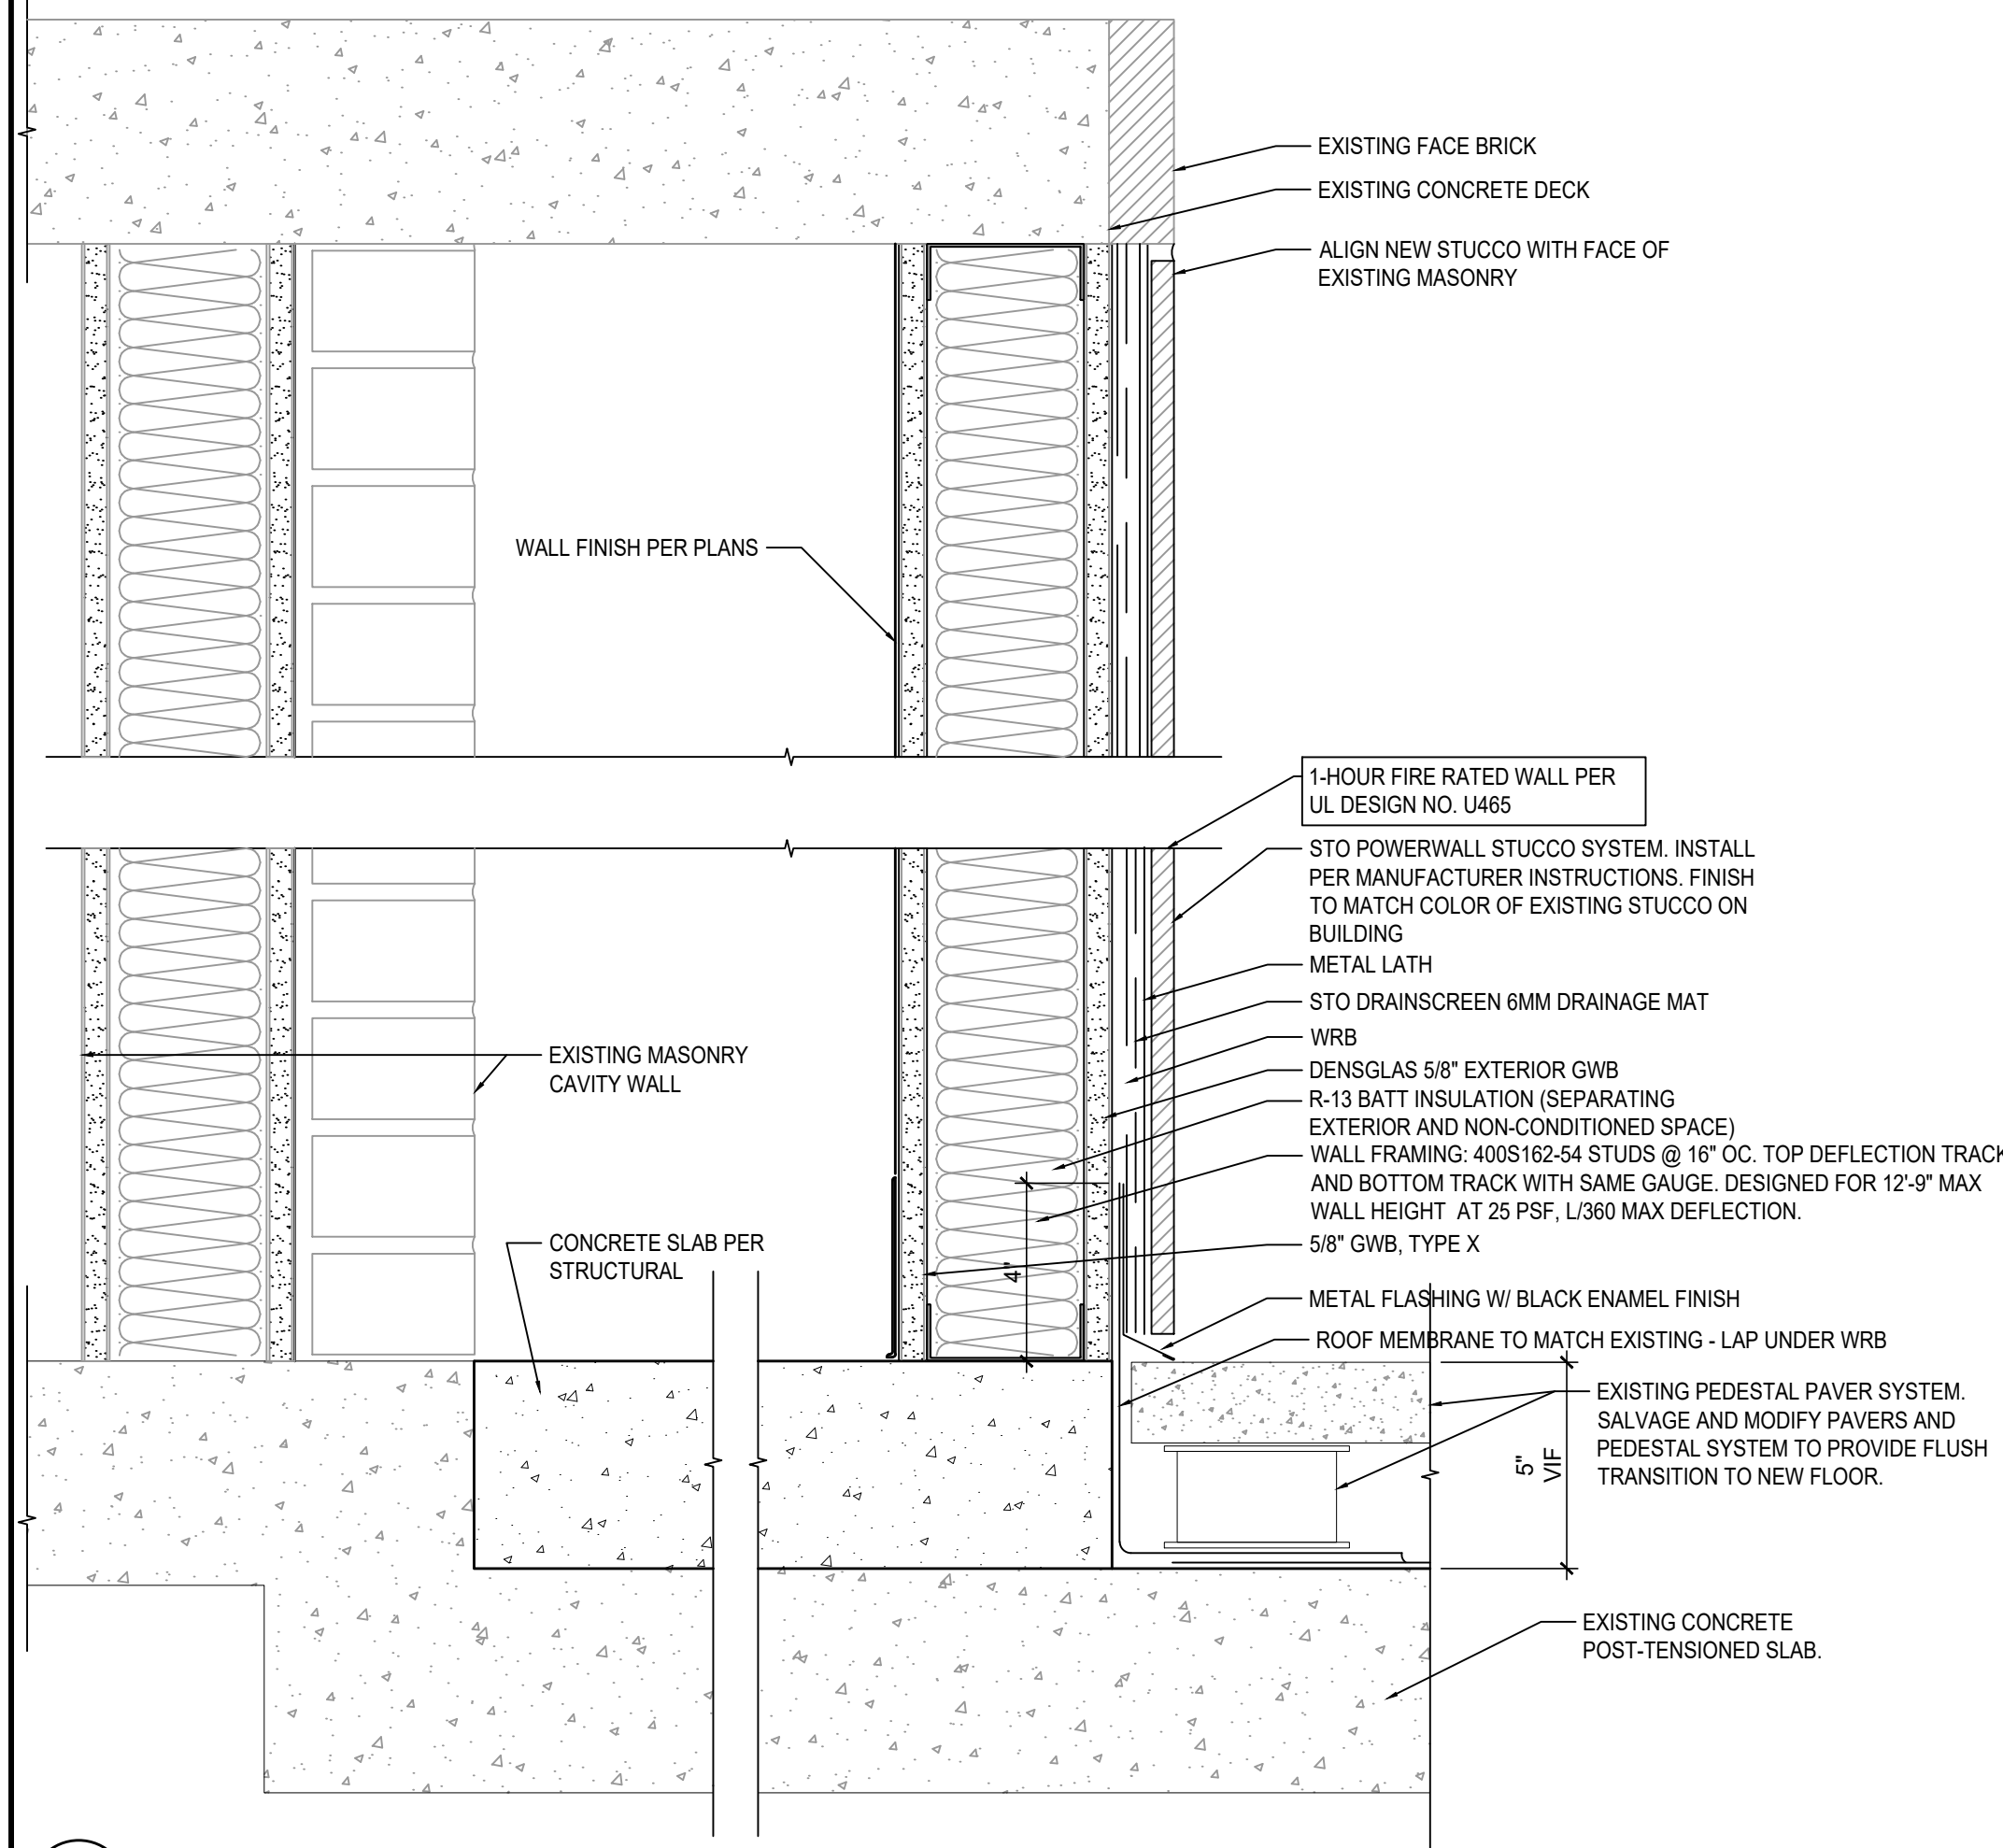 EXISTING FACE BRICK
EXISTING CONCRETE DECK
ALIGN NEW STUCCO WITH FACE OF
EXISTING MASONRY
WALL FINISH PER PLANS
1-HOUR FIRE RATED WALL PER
UL DESIGN NO. U465
STO POWERWALL STUCCO SYSTEM. INSTALL
PER MANUFACTURER INSTRUCTIONS. FINISH
TO MATCH COLOR OF EXISTING STUCCO ON
BUILDING
METAL LATH
STO DRAINSCREEN 6MM DRAINAGE MAT
WRB
DENSGLAS 5/8" EXTERIOR GWB
R-13 BATT INSULATION (SEPARATING
EXTERIOR AND NON-CONDITIONED SPACE)
WALL FRAMING: 400S162-54 STUDS @ 16" OC. TOP DEFLECTION TRACK
AND BOTTOM TRACK WITH SAME GAUGE. DESIGNED FOR 12'-9" MAX
WALL HEIGHT AT 25 PSF, L/360 MAX DEFLECTION.
5/8" GWB, TYPE X
EXISTING MASONRY
CAVITY WALL
CONCRETE SLAB PER
STRUCTURAL
4"
METAL FLASHING W/ BLACK ENAMEL FINISH
ROOF MEMBRANE TO MATCH EXISTING - LAP UNDER WRB
EXISTING PEDESTAL PAVER SYSTEM.
SALVAGE AND MODIFY PAVERS AND
PEDESTAL SYSTEM TO PROVIDE FLUSH
TRANSITION TO NEW FLOOR.
5"
VIF
EXISTING CONCRETE
POST-TENSIONED SLAB.